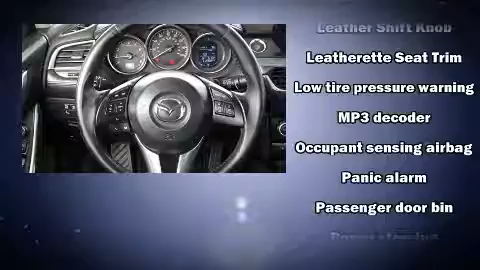 Leather Shift Knob
Leatherette Seat Trim
Low tire pressure warning
MP3 decoder
Occupant sensing airbag
Panic alarm
Passenger door bin